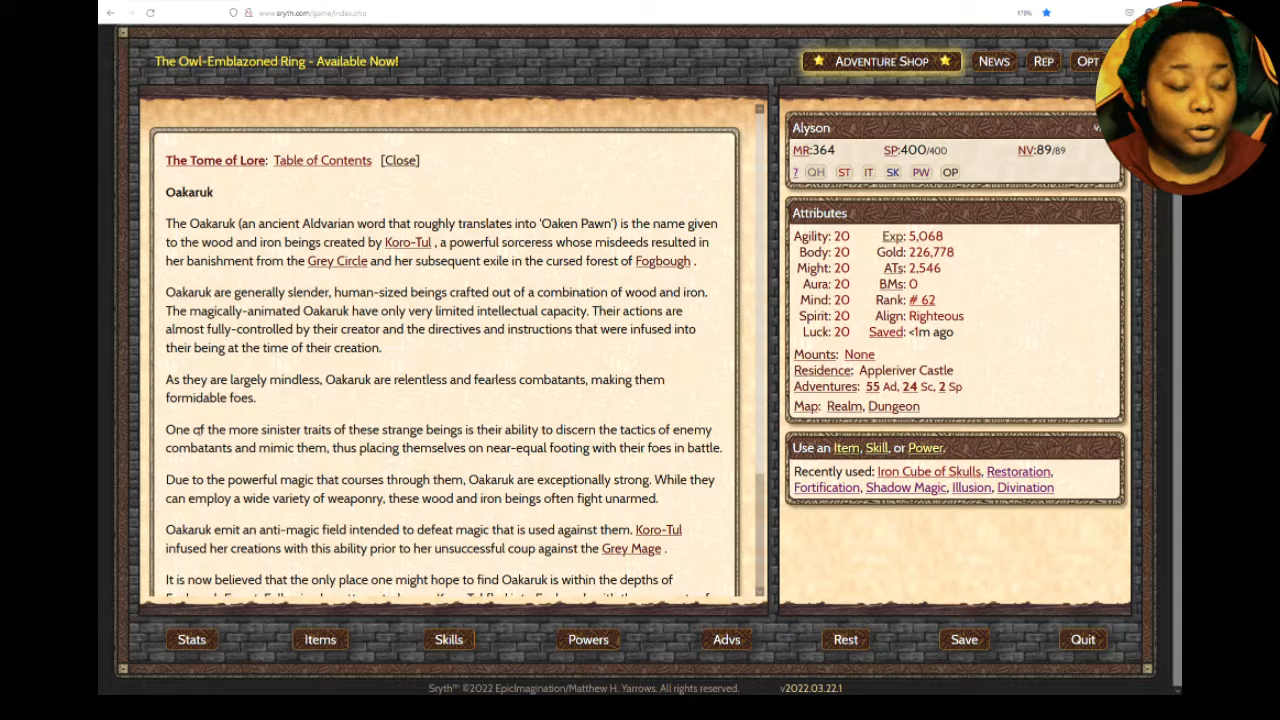 www.sryth.com/game/index.php
170%
The Owl-Emblazoned Ring - Available Now!
Adventure Shop
News
Rep
Opt
The Tome of Lore: Table of Contents [Close]
Oakaruk
The Oakaruk (an ancient Aldvarian word that roughly translates into 'Oaken Pawn') is the name given
to the wood and iron beings created by Koro-Tul , a powerful sorceress whose misdeeds resulted in
her banishment from the Grey Circle and her subsequent exile in the cursed forest of Fogbough .
Oakaruk are generally slender, human-sized beings crafted out of a combination of wood and iron.
The magically-animated Oakaruk have only very limited intellectual capacity. Their actions are
almost fully-controlled by their creator and the directives and instructions that were infused into
their being at the time of their creation.
As they are largely mindless, Oakaruk are relentless and fearless combatants, making them
formidable foes.
One of the more sinister traits of these strange beings is their ability to discern the tactics of enemy
combatants and mimic them, thus placing themselves on near-equal footing with their foes in battle.
Due to the powerful magic that courses through them, Oakaruk are exceptionally strong. While they
can employ a wide variety of weaponry, these wood and iron beings often fight unarmed.
Oakaruk emit an anti-magic field intended to defeat magic that is used against them. Koro-Tul
infused her creations with this ability prior to her unsuccessful coup against the Grey Mage .
It is now believed that the only place one might hope to find Oakaruk is within the depths of
Alyson
MR:364 SP:400/400 NV:89/89
? QH ST IT SK PW OP
Attributes
Agility: 20 Exp: 5,068
Body: 20 Gold: 226,778
Might: 20 ATs: 2,546
Aura: 20 BMs: 0
Mind: 20 Rank: # 62
Spirit: 20 Align: Righteous
Luck: 20 Saved: <1m ago
Mounts: None
Residence: Appleriver Castle
Adventures: 55 Ad, 24 Sc, 2 Sp
Map: Realm, Dungeon
Use an Item, Skill, or Power.
Recently used: Iron Cube of Skulls, Restoration,
Fortification, Shadow Magic, Illusion, Divination
Stats
Items
Skills
Powers
Advs
Rest
Save
Quit
Sryth™ ©2022 EpicImagination/Matthew H. Yarrows. All rights reserved. v2022.03.22.1